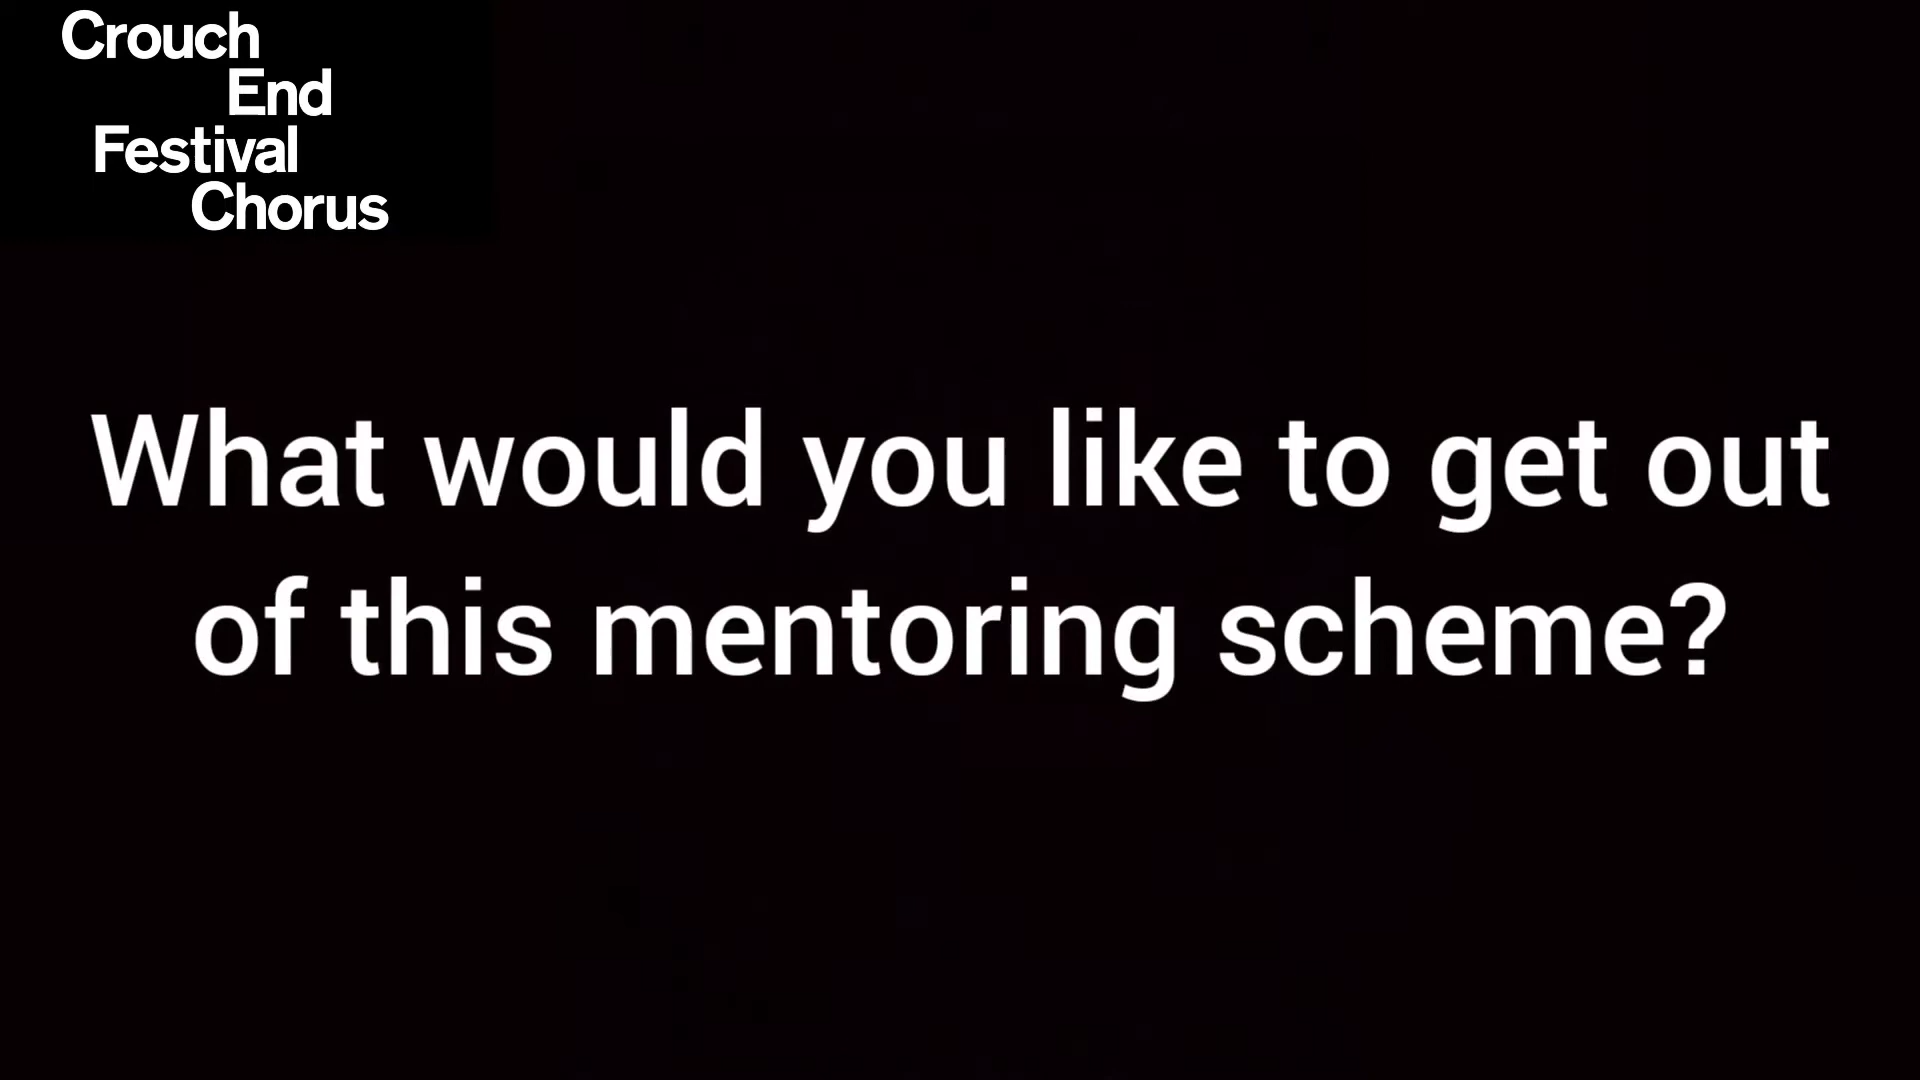 Crouch
End
Festival
Chorus
What would you like to get out
of this mentoring scheme?